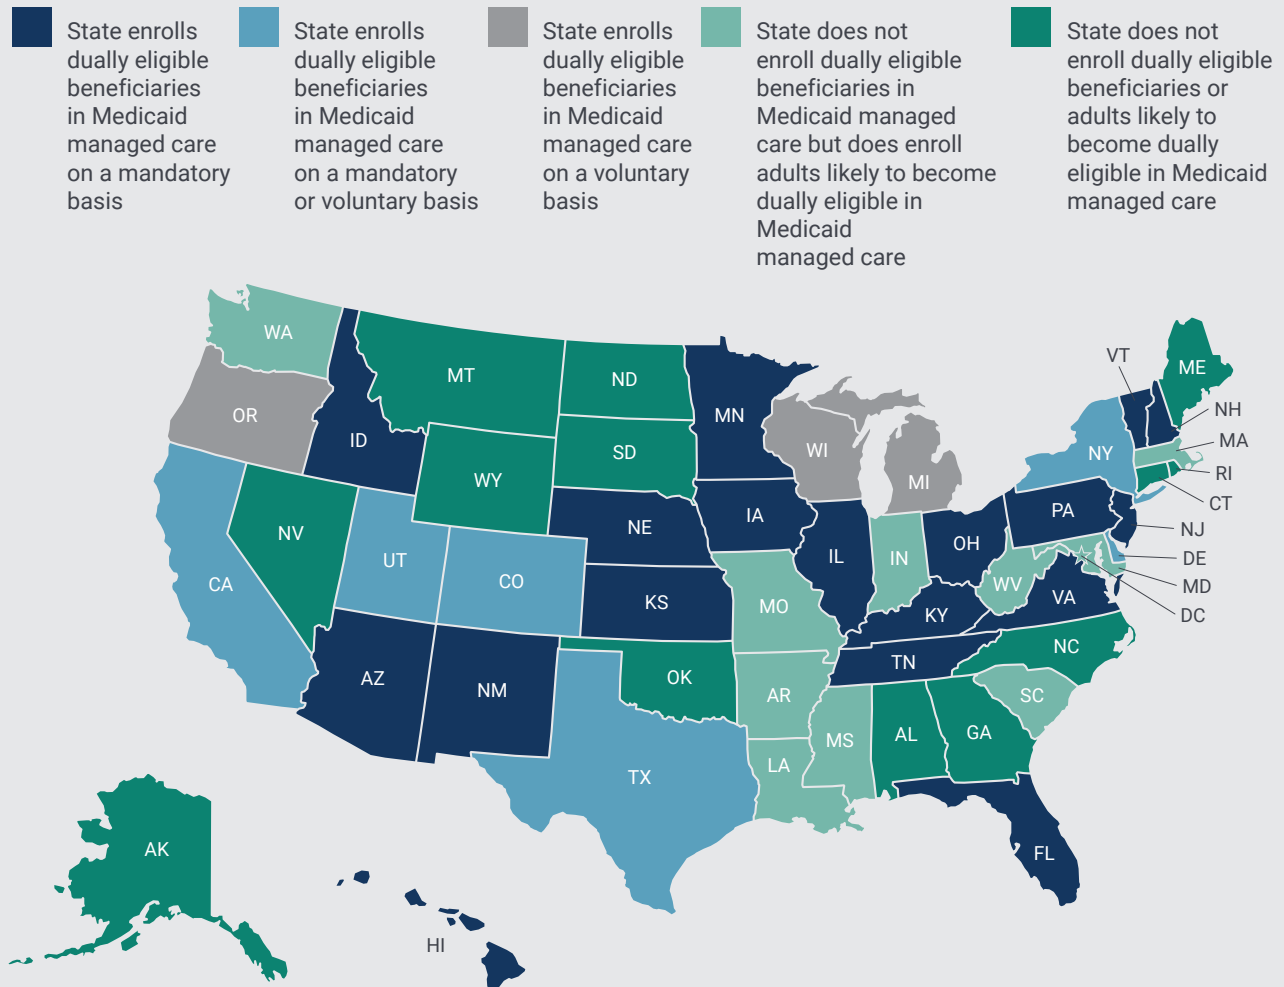 State enrolls
dually eligible
beneficiaries
in Medicaid
managed care
on a mandatory
basis
State enrolls
dually eligible
beneficiaries
in Medicaid
managed care
on a mandatory
or voluntary basis
State enrolls
dually eligible
beneficiaries
in Medicaid
managed care
on a voluntary
basis
State does not
enroll dually eligible
beneficiaries in
Medicaid managed
care but does enroll
adults likely to become
dually eligible in
Medicaid
managed care
State does not
enroll dually eligible
beneficiaries or
adults likely to
become dually
eligible in Medicaid
managed care
WA
VT
ME
MT
ND
OR
MN
NH
ID
MA
SD
WI
NY
RI
WY
MI
CT
NE
IA
PA
NJ
NV
OH
UT
IL
IN
DE
CO
CA
WV
MD
KS
MO
VA
DC
KY
NC
TN
AZ
OK
NM
AR
SC
MS
AL
GA
LA
TX
AK
FL
HI